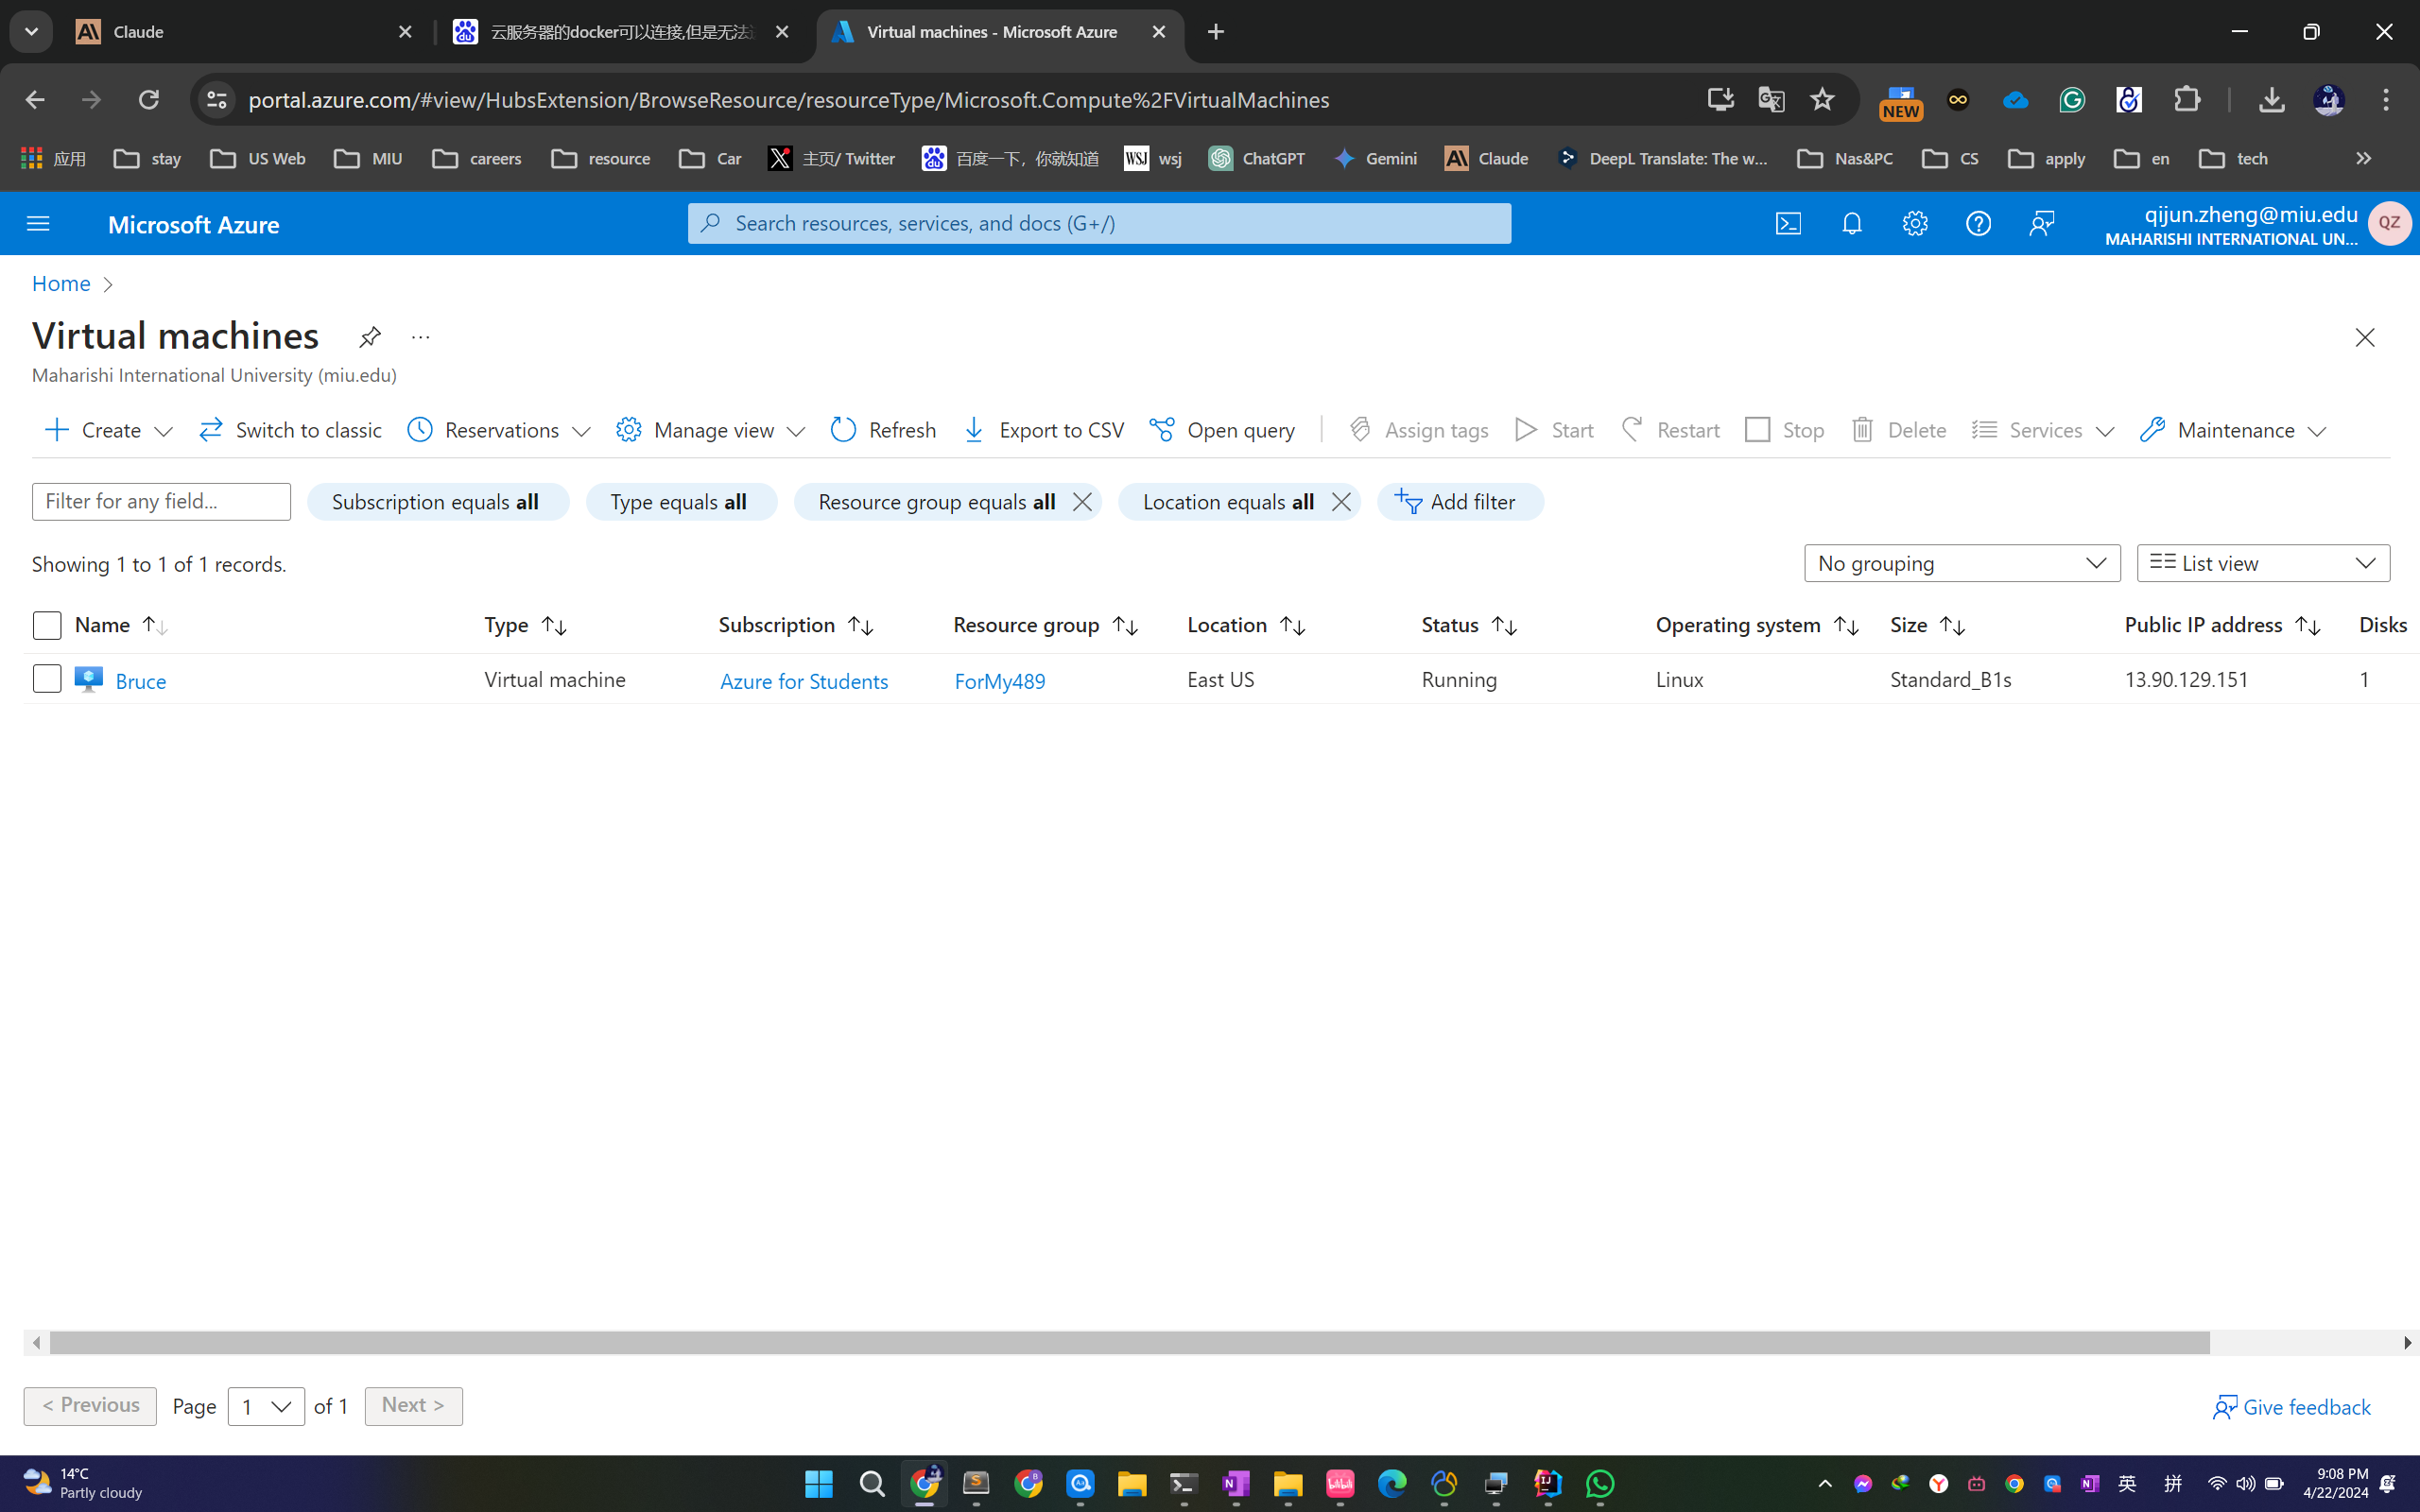 Claude
云服务器的docker可以连接,但是无法
Virtual machines - Microsoft Azure
portal.azure.com/#view/HubsExtension/BrowseResource/resourceType/Microsoft.Compute%2FVirtualMachines
NEW
应用
stay
US Web
MIU
careers
resource
Car
主页/ Twitter
百度一下，你就知道
WSJ wsj
ChatGPT
Gemini
Claude
DeepL Translate: The w...
Nas&PC
CS
apply
en
tech
Microsoft Azure
Search resources, services, and docs (G+/)
qijun.zheng@miu.edu
MAHARISHI INTERNATIONAL UN...
QZ
Home
Virtual machines
Maharishi International University (miu.edu)
Create
Switch to classic
Reservations
Manage view
Refresh
Export to CSV
Open query
Assign tags
Start
Restart
Stop
Delete
Services
Maintenance
Filter for any field...
Subscription equals all
Type equals all
Resource group equals all
Location equals all
Add filter
Showing 1 to 1 of 1 records.
No grouping
List view
Name Type Subscription Resource group Location Status Operating system Size Public IP address Disks
Bruce Virtual machine Azure for Students ForMy489 East US Running Linux Standard_B1s 13.90.129.151 1
< Previous
Page 1 of 1
Next >
Give feedback
14°C
Partly cloudy
英
拼
9:08 PM
4/22/2024